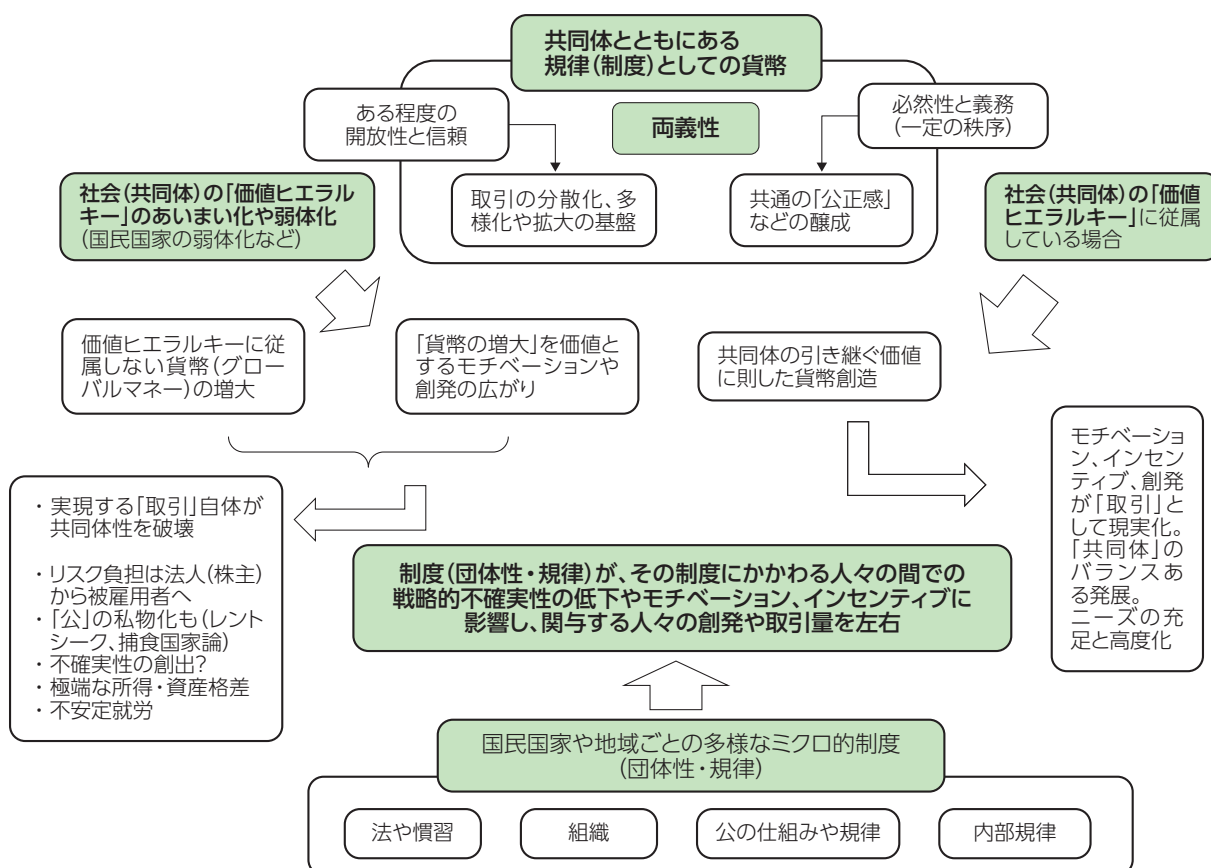 共同体とともにある
規律(制度)としての貨幣
ある程度の
開放性と信頼
両義性
必然性と義務
(一定の秩序)
取引の分散化、多
様化や拡大の基盤
共通の「公正感」
などの醸成
社会(共同体)の「価値ヒエラル
キー」のあいまい化や弱体化
(国民国家の弱体化など)
社会(共同体)の「価値
ヒエラルキー」に従属
している場合
価値ヒエラルキーに従
属しない貨幣(グロー
バルマネー)の増大
「貨幣の増大」を価値と
するモチベーションや
創発の広がり
共同体の引き継ぐ価値
に則した貨幣創造
・実現する「取引」自体が
共同体性を破壊
・リスク負担は法人(株主)
から被雇用者へ
・「公」の私物化も(レント
シーク、捕食国家論)
・不確実性の創出?
・極端な所得・資産格差
・不安定就労
モチベーショ
ン、インセン
ティブ、創発
が「取引」と
して現実化。
「共同体」の
バランスあ
る発展。
ニーズの充
足と高度化
制度(団体性・規律)が、その制度にかかわる人々の間での
戦略的不確実性の低下やモチベーション、インセンティブに
影響し、関与する人々の創発や取引量を左右
国民国家や地域ごとの多様なミクロ的制度
(団体性・規律)
法や慣習
組織
公の仕組みや規律
内部規律